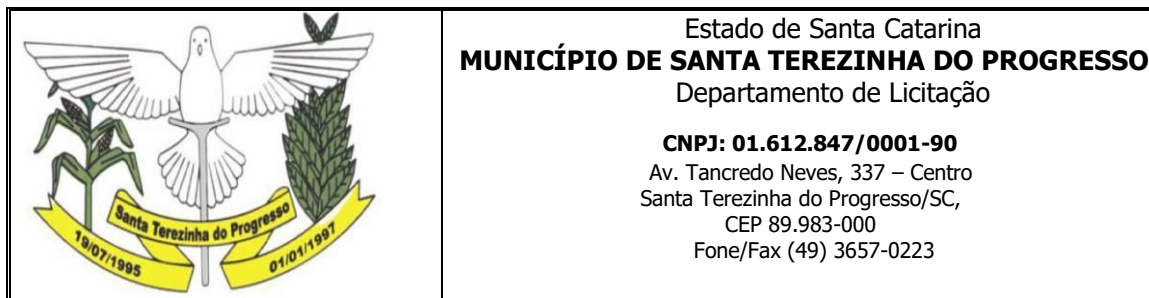 Santa Terezinha do Progresso
19/07/1995
01/01/1997
Estado de Santa Catarina
MUNICÍPIO DE SANTA TEREZINHA DO PROGRESSO
Departamento de Licitação
CNPJ: 01.612.847/0001-90
Av. Tancredo Neves, 337 – Centro
Santa Terezinha do Progresso/SC,
CEP 89.983-000
Fone/Fax (49) 3657-0223